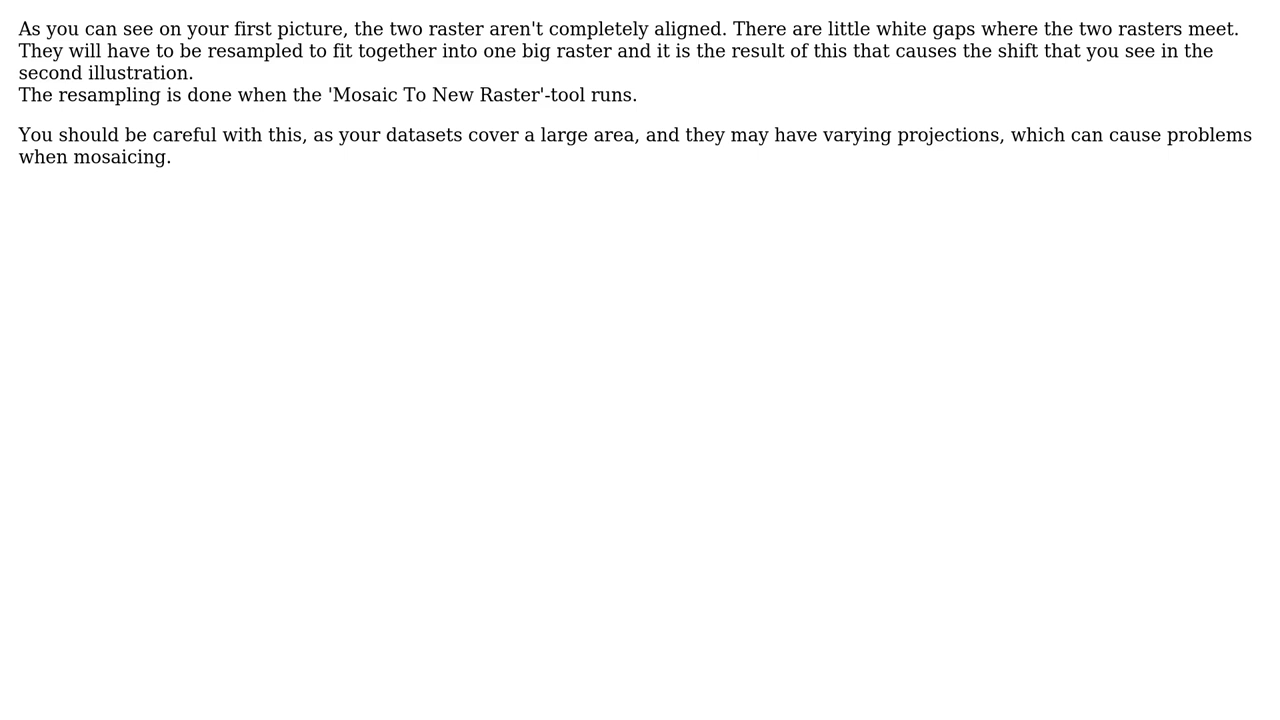 As you can see on your first picture, the two raster aren't completely aligned. There are little white gaps where the two rasters meet.
They will have to be resampled to fit together into one big raster and it is the result of this that causes the shift that you see in the
second illustration.
The resampling is done when the 'Mosaic To New Raster'-tool runs.
You should be careful with this, as your datasets cover a large area, and they may have varying projections, which can cause problems
when mosaicing.